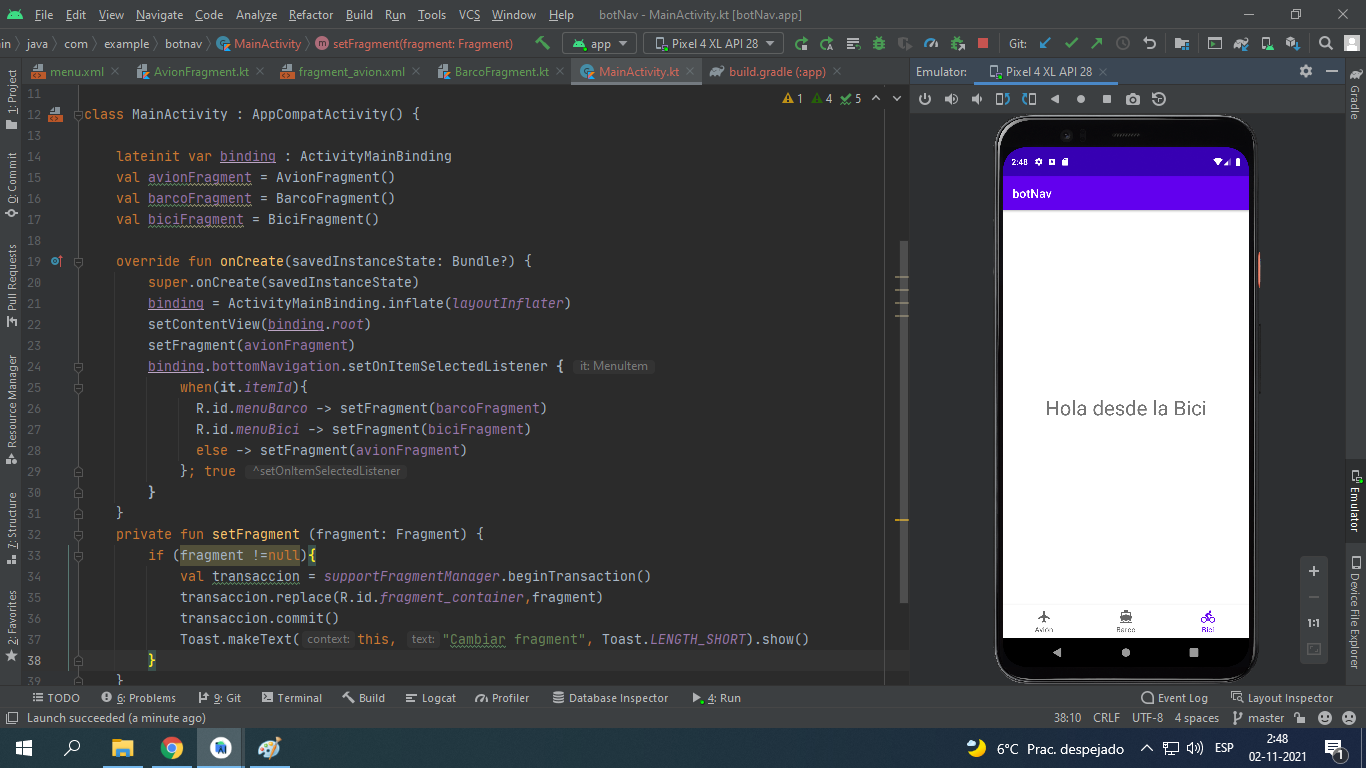 File Edit View Navigate Code Analyze Refactor Build Run Tools VCS Window Help botNav - MainActivity.kt [botNav.app]
in java com example botnav MainActivity setFragment(fragment: Fragment) app Pixel 4 XL API 28 Git:
menu.xml AvionFragment.kt fragment_avion.xml BarcoFragment.kt MainActivity.kt build.gradle (:app) Emulator: Pixel 4 XL API 28
1: Project
0: Commit
Pull Requests
Resource Manager
7: Structure
2: Favorites
1 4 5
11
12 class MainActivity : AppCompatActivity() {
13
14 lateinit var binding : ActivityMainBinding
15 val avionFragment = AvionFragment()
16 val barcoFragment = BarcoFragment()
17 val biciFragment = BiciFragment()
18
19 override fun onCreate(savedInstanceState: Bundle?) {
20 super.onCreate(savedInstanceState)
21 binding = ActivityMainBinding.inflate(layoutInflater)
22 setContentView(binding.root)
23 setFragment(avionFragment)
24 binding.bottomNavigation.setOnItemSelectedListener { it: MenuItem
25 when(it.itemId){
26 R.id.menuBarco -> setFragment(barcoFragment)
27 R.id.menuBici -> setFragment(biciFragment)
28 else -> setFragment(avionFragment)
29 }; true ^setOnItemSelectedListener
30 }
31 }
32 private fun setFragment (fragment: Fragment) {
33 if (fragment !=null){
34 val transaccion = supportFragmentManager.beginTransaction()
35 transaccion.replace(R.id.fragment_container,fragment)
36 transaccion.commit()
37 Toast.makeText( context: this, text: "Cambiar fragment", Toast.LENGTH_SHORT).show()
38 }
39 }
2:48
botNav
Hola desde la Bici
Avion Barco Bici
1:1
Gradle
Emulator
Device File Explorer
TODO 6: Problems 9: Git Terminal Build Logcat Profiler Database Inspector 4: Run Event Log Layout Inspector
Launch succeeded (a minute ago) 38:10 CRLF UTF-8 4 spaces master
6°C Prac. despejado ESP 2:48
02-11-2021
1